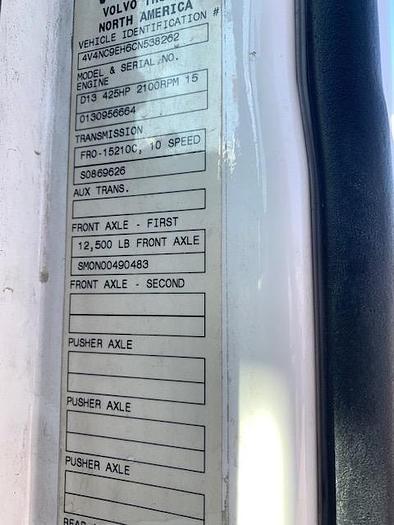 VOLVO
NORTH AMERICA
VEHICLE IDENTIFICATION #
4V4NC9EH6CN538262
MODEL & SERIAL NO.
ENGINE
D13 425HP 2100RPM 15
0130956664
TRANSMISSION
FRO-15210C, 10 SPEED
S0869626
AUX TRANS.
FRONT AXLE - FIRST
12,500 LB FRONT AXLE
SMON00490483
FRONT AXLE - SECOND
PUSHER AXLE
PUSHER AXLE
PUSHER AXLE